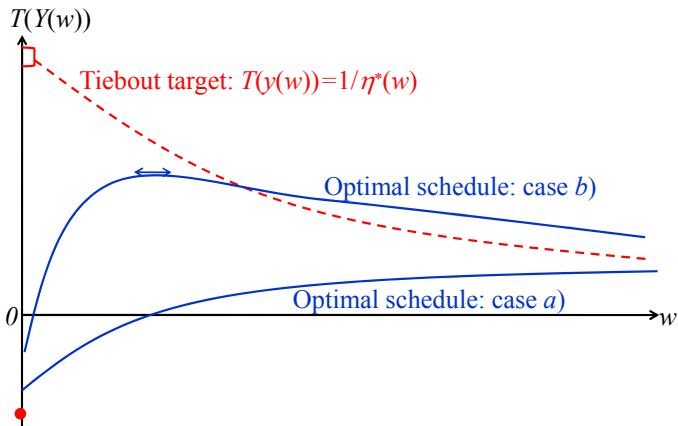 T(Y(w))
Tiebout target: T(y(w))=1/η*(w)
Optimal schedule: case b)
Optimal schedule: case a)
0
w